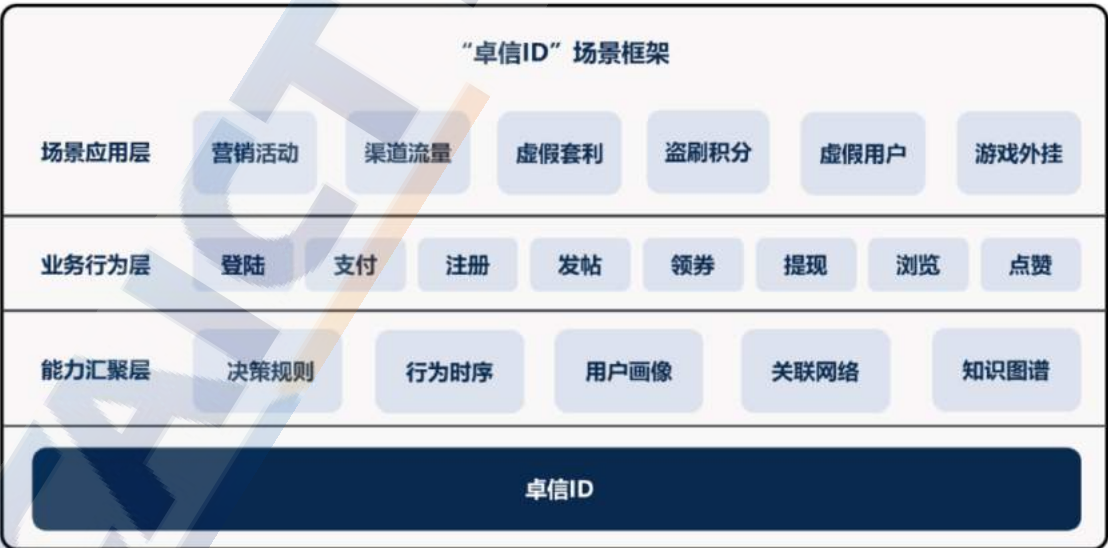 “卓信ID”场景框架
场景应用层 营销活动 渠道流量 虚假套利 盗刷积分 虚假用户 游戏外挂
业务行为层 登陆 支付 注册 发帖 领券 提现 浏览 点赞
能力汇聚层 决策规则 行为时序 用户画像 关联网络 知识图谱
卓信ID
CAICT